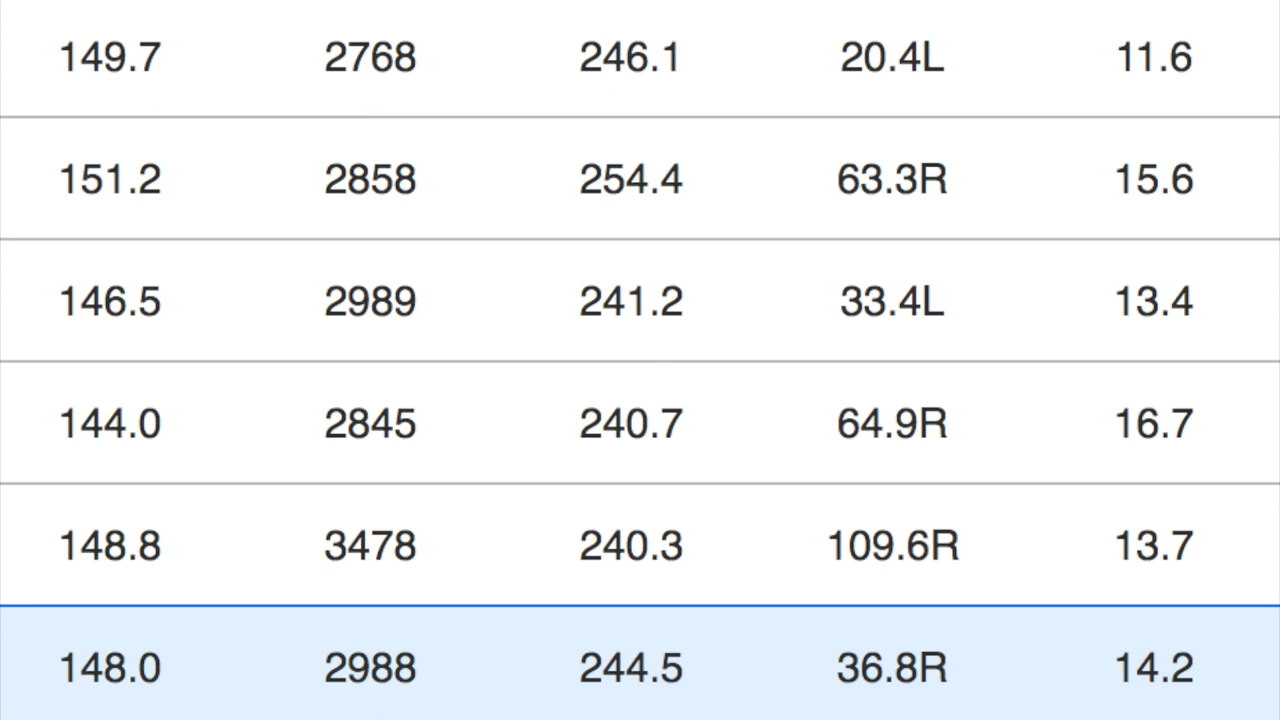 149.7 2768 246.1 20.4L 11.6
151.2 2858 254.4 63.3R 15.6
146.5 2989 241.2 33.4L 13.4
144.0 2845 240.7 64.9R 16.7
148.8 3478 240.3 109.6R 13.7
148.0 2988 244.5 36.8R 14.2